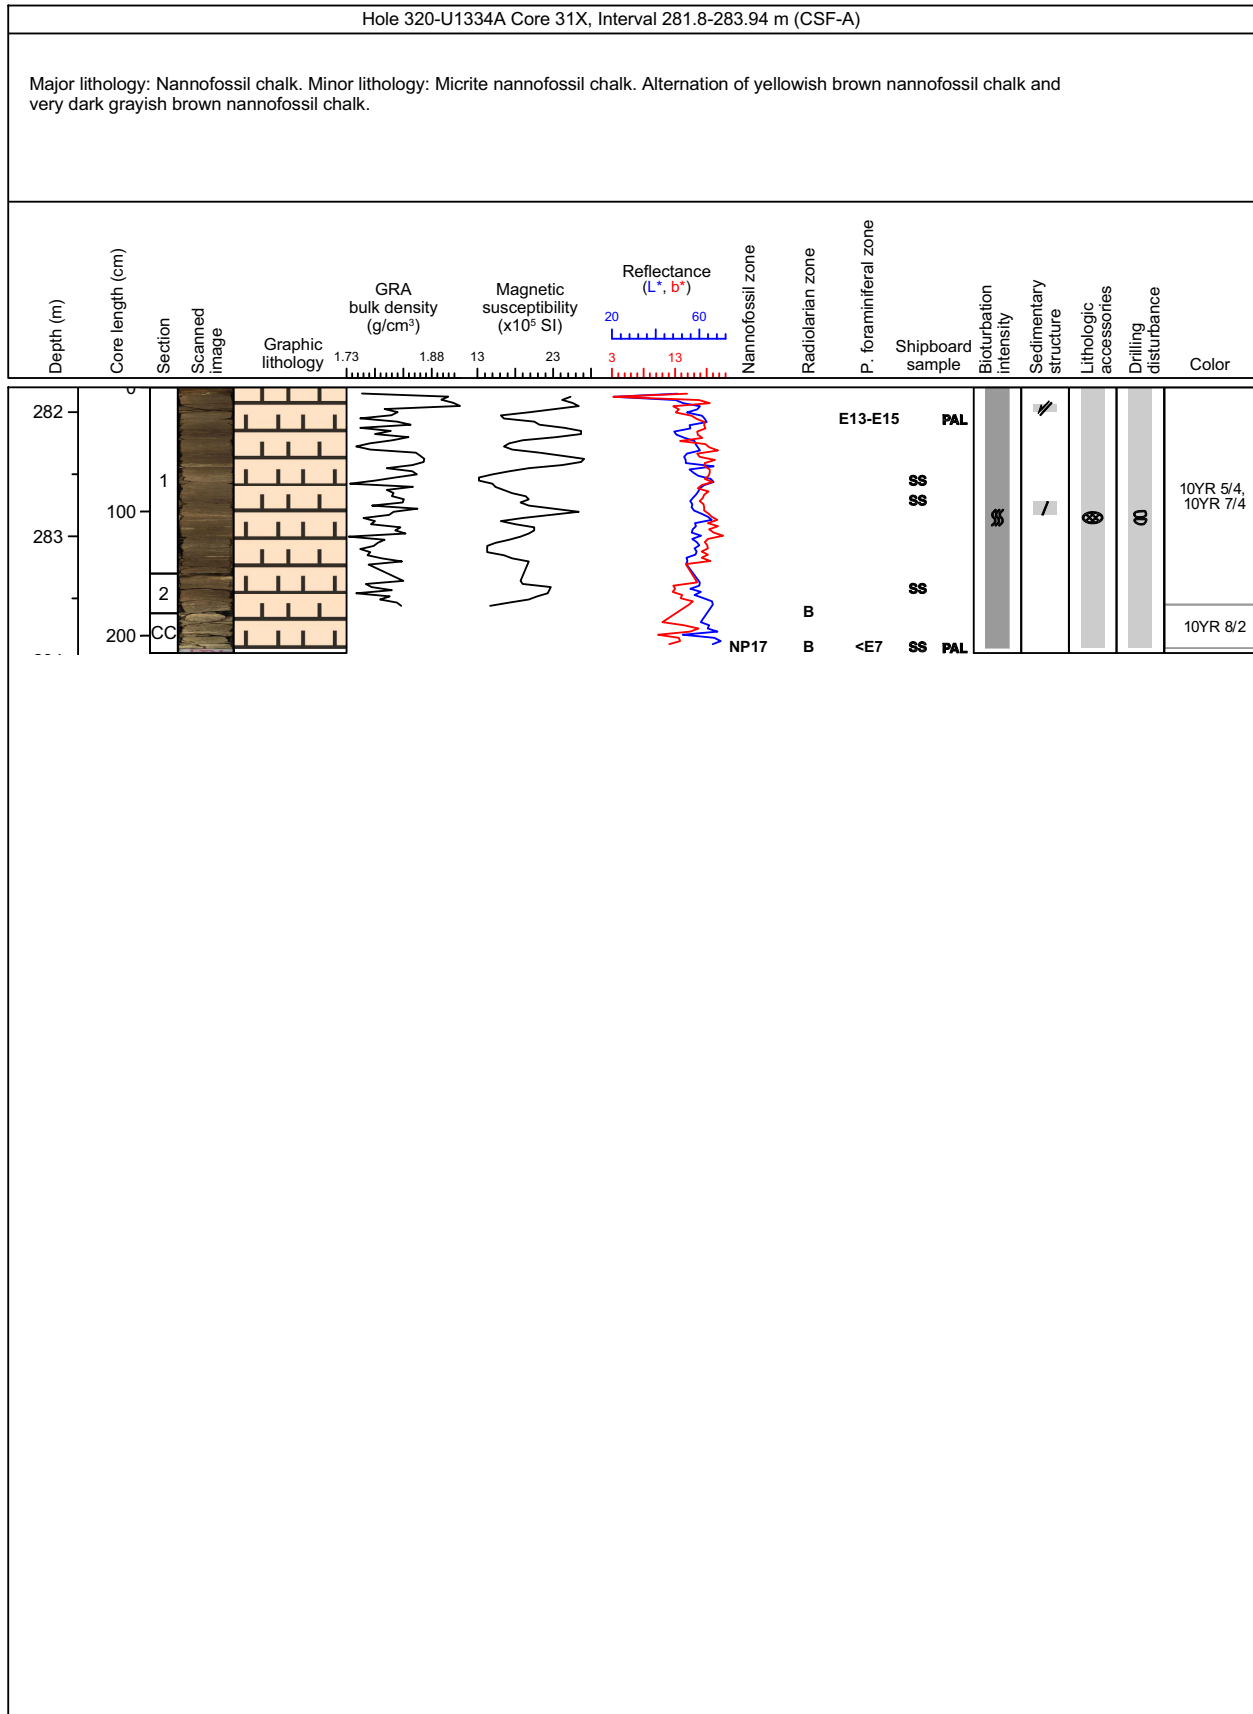 Hole 320-U1334A Core 31X, Interval 281.8-283.94 m (CSF-A)
Major lithology: Nannofossil chalk. Minor lithology: Micrite nannofossil chalk. Alternation of yellowish brown nannofossil chalk and
very dark grayish brown nannofossil chalk.
Depth (m)
Core length (cm)
Section
Scanned
image
Graphic
lithology
GRA
bulk density
(g/cm³)
1.73 1.88
Magnetic
susceptibility
(x10⁵ SI)
13 23
Reflectance
(L*, b*)
20 60
3 13
Nannofossil zone
Radiolarian zone
P. foraminiferal zone
Shipboard
sample
Bioturbation
intensity
Sedimentary
structure
Lithologic
accessories
Drilling
disturbance
Color
0
282
E13-E15 PAL
1
SS
SS
10YR 5/4,
10YR 7/4
100
283
2
SS
B
200
CC
10YR 8/2
NP17 B <E7 SS PAL